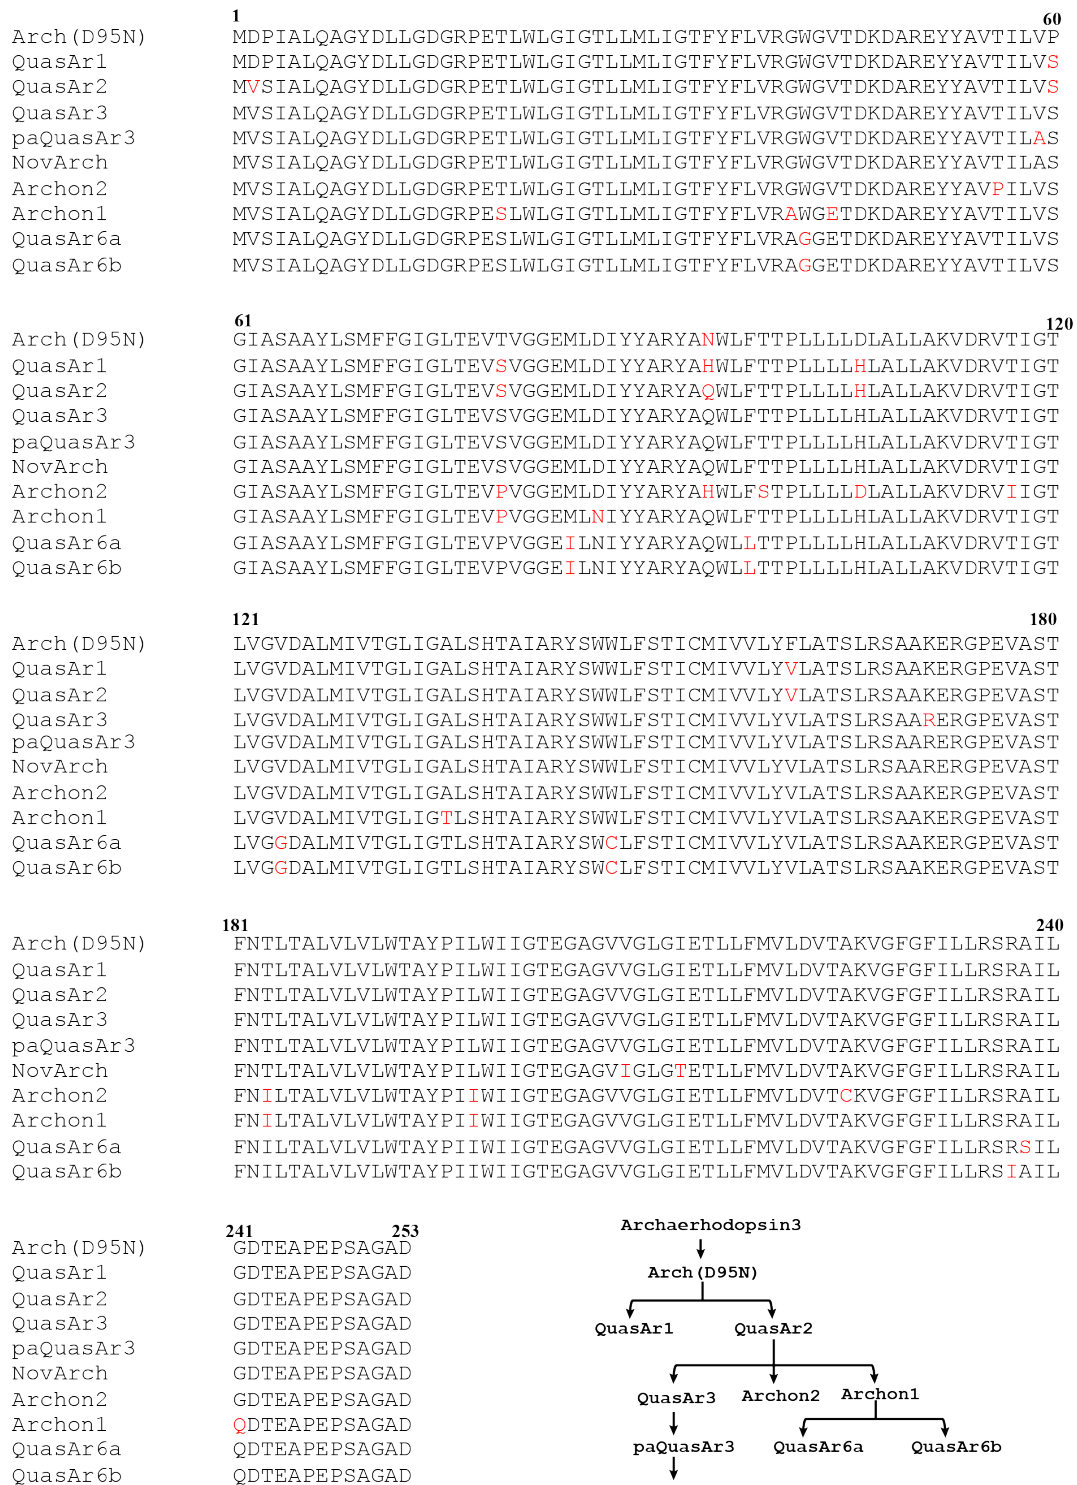 1 60
Arch(D95N) MDPIALQAGYDLLGDGRPETLWLGIGTLLMLIGTFYFLVRGWGVTDKDAREYYAVTILVP
QuasAr1 MDPIALQAGYDLLGDGRPETLWLGIGTLLMLIGTFYFLVRGWGVTDKDAREYYAVTILVS
QuasAr2 MVSIALQAGYDLLGDGRPETLWLGIGTLLMLIGTFYFLVRGWGVTDKDAREYYAVTILVS
QuasAr3 MVSIALQAGYDLLGDGRPETLWLGIGTLLMLIGTFYFLVRGWGVTDKDAREYYAVTILVS
paQuasAr3 MVSIALQAGYDLLGDGRPETLWLGIGTLLMLIGTFYFLVRGWGVTDKDAREYYAVTILAS
NovArch MVSIALQAGYDLLGDGRPETLWLGIGTLLMLIGTFYFLVRGWGVTDKDAREYYAVTILAS
Archon2 MVSIALQAGYDLLGDGRPETLWLGIGTLLMLIGTFYFLVRGWGVTDKDAREYYAVPILVS
Archon1 MVSIALQAGYDLLGDGRPESLWLGIGTLLMLIGTFYFLVRAWGETDKDAREYYAVTILVS
QuasAr6a MVSIALQAGYDLLGDGRPESLWLGIGTLLMLIGTFYFLVRAGGETDKDAREYYAVTILVS
QuasAr6b MVSIALQAGYDLLGDGRPESLWLGIGTLLMLIGTFYFLVRAGGETDKDAREYYAVTILVS
61 120
Arch(D95N) GIASAAYLSMFFGIGLTEVTVGGEMLDIYYARYANWLFTTPLLLLDLALLAKVDRVTIGT
QuasAr1 GIASAAYLSMFFGIGLTEVSVGGEMLDIYYARYAHWLFTTPLLLLHLALLAKVDRVTIGT
QuasAr2 GIASAAYLSMFFGIGLTEVSVGGEMLDIYYARYAQWLFTTPLLLLHLALLAKVDRVTIGT
QuasAr3 GIASAAYLSMFFGIGLTEVSVGGEMLDIYYARYAQWLFTTPLLLLHLALLAKVDRVTIGT
paQuasAr3 GIASAAYLSMFFGIGLTEVSVGGEMLDIYYARYAQWLFTTPLLLLHLALLAKVDRVTIGT
NovArch GIASAAYLSMFFGIGLTEVSVGGEMLDIYYARYAQWLFTTPLLLLHLALLAKVDRVTIGT
Archon2 GIASAAYLSMFFGIGLTEVPVGGEMLDIYYARYAHWLFSTPLLLLDLALLAKVDRVIIGT
Archon1 GIASAAYLSMFFGIGLTEVPVGGEMLNIYYARYAQWLFTTPLLLLHLALLAKVDRVTIGT
QuasAr6a GIASAAYLSMFFGIGLTEVPVGGEILNIYYARYAQWLLTTPLLLLHLALLAKVDRVTIGT
QuasAr6b GIASAAYLSMFFGIGLTEVPVGGEILNIYYARYAQWLLTTPLLLLHLALLAKVDRVTIGT
121 180
Arch(D95N) LVGVDALMIVTGLIGALSHTAIARYSWWLFSTICMIVVLYFLATSLRSAAKERGPEVAST
QuasAr1 LVGVDALMIVTGLIGALSHTAIARYSWWLFSTICMIVVLYVLATSLRSAAKERGPEVAST
QuasAr2 LVGVDALMIVTGLIGALSHTAIARYSWWLFSTICMIVVLYVLATSLRSAAKERGPEVAST
QuasAr3 LVGVDALMIVTGLIGALSHTAIARYSWWLFSTICMIVVLYVLATSLRSAARERGPEVAST
paQuasAr3 LVGVDALMIVTGLIGALSHTAIARYSWWLFSTICMIVVLYVLATSLRSAARERGPEVAST
NovArch LVGVDALMIVTGLIGALSHTAIARYSWWLFSTICMIVVLYVLATSLRSAARERGPEVAST
Archon2 LVGVDALMIVTGLIGALSHTAIARYSWWLFSTICMIVVLYVLATSLRSAAKERGPEVAST
Archon1 LVGVDALMIVTGLIGTLSHTAIARYSWWLFSTICMIVVLYVLATSLRSAAKERGPEVAST
QuasAr6a LVGGDALMIVTGLIGTLSHTAIARYSWCLFSTICMIVVLYVLATSLRSAAKERGPEVAST
QuasAr6b LVGGDALMIVTGLIGTLSHTAIARYSWCLFSTICMIVVLYVLATSLRSAAKERGPEVAST
181 240
Arch(D95N) FNTLTALVLVLWTAYPILWIIGTEGAGVVGLGIETLLFMVLDVTAKVGFGFILLRSRAIL
QuasAr1 FNTLTALVLVLWTAYPILWIIGTEGAGVVGLGIETLLFMVLDVTAKVGFGFILLRSRAIL
QuasAr2 FNTLTALVLVLWTAYPILWIIGTEGAGVVGLGIETLLFMVLDVTAKVGFGFILLRSRAIL
QuasAr3 FNTLTALVLVLWTAYPILWIIGTEGAGVVGLGIETLLFMVLDVTAKVGFGFILLRSRAIL
paQuasAr3 FNTLTALVLVLWTAYPILWIIGTEGAGVVGLGIETLLFMVLDVTAKVGFGFILLRSRAIL
NovArch FNTLTALVLVLWTAYPILWIIGTEGAGVIGLGTETLLFMVLDVTAKVGFGFILLRSRAIL
Archon2 FNILTALVLVLWTAYPIIWIIGTEGAGVVGLGIETLLFMVLDVTCKVGFGFILLRSRAIL
Archon1 FNILTALVLVLWTAYPIIWIIGTEGAGVVGLGIETLLFMVLDVTAKVGFGFILLRSRAIL
QuasAr6a FNILTALVLVLWTAYPIIWIIGTEGAGVVGLGIETLLFMVLDVTAKVGFGFILLRSRSIL
QuasAr6b FNILTALVLVLWTAYPIIWIIGTEGAGVVGLGIETLLFMVLDVTAKVGFGFILLRSIAIL
241 253
Arch(D95N) GDTEAPEPSAGAD
QuasAr1 GDTEAPEPSAGAD
QuasAr2 GDTEAPEPSAGAD
QuasAr3 GDTEAPEPSAGAD
paQuasAr3 GDTEAPEPSAGAD
NovArch GDTEAPEPSAGAD
Archon2 GDTEAPEPSAGAD
Archon1 QDTEAPEPSAGAD
QuasAr6a QDTEAPEPSAGAD
QuasAr6b QDTEAPEPSAGAD
Archaerhodopsin3
Arch(D95N)
QuasAr1 QuasAr2
QuasAr3 Archon2 Archon1
paQuasAr3 QuasAr6a QuasAr6b